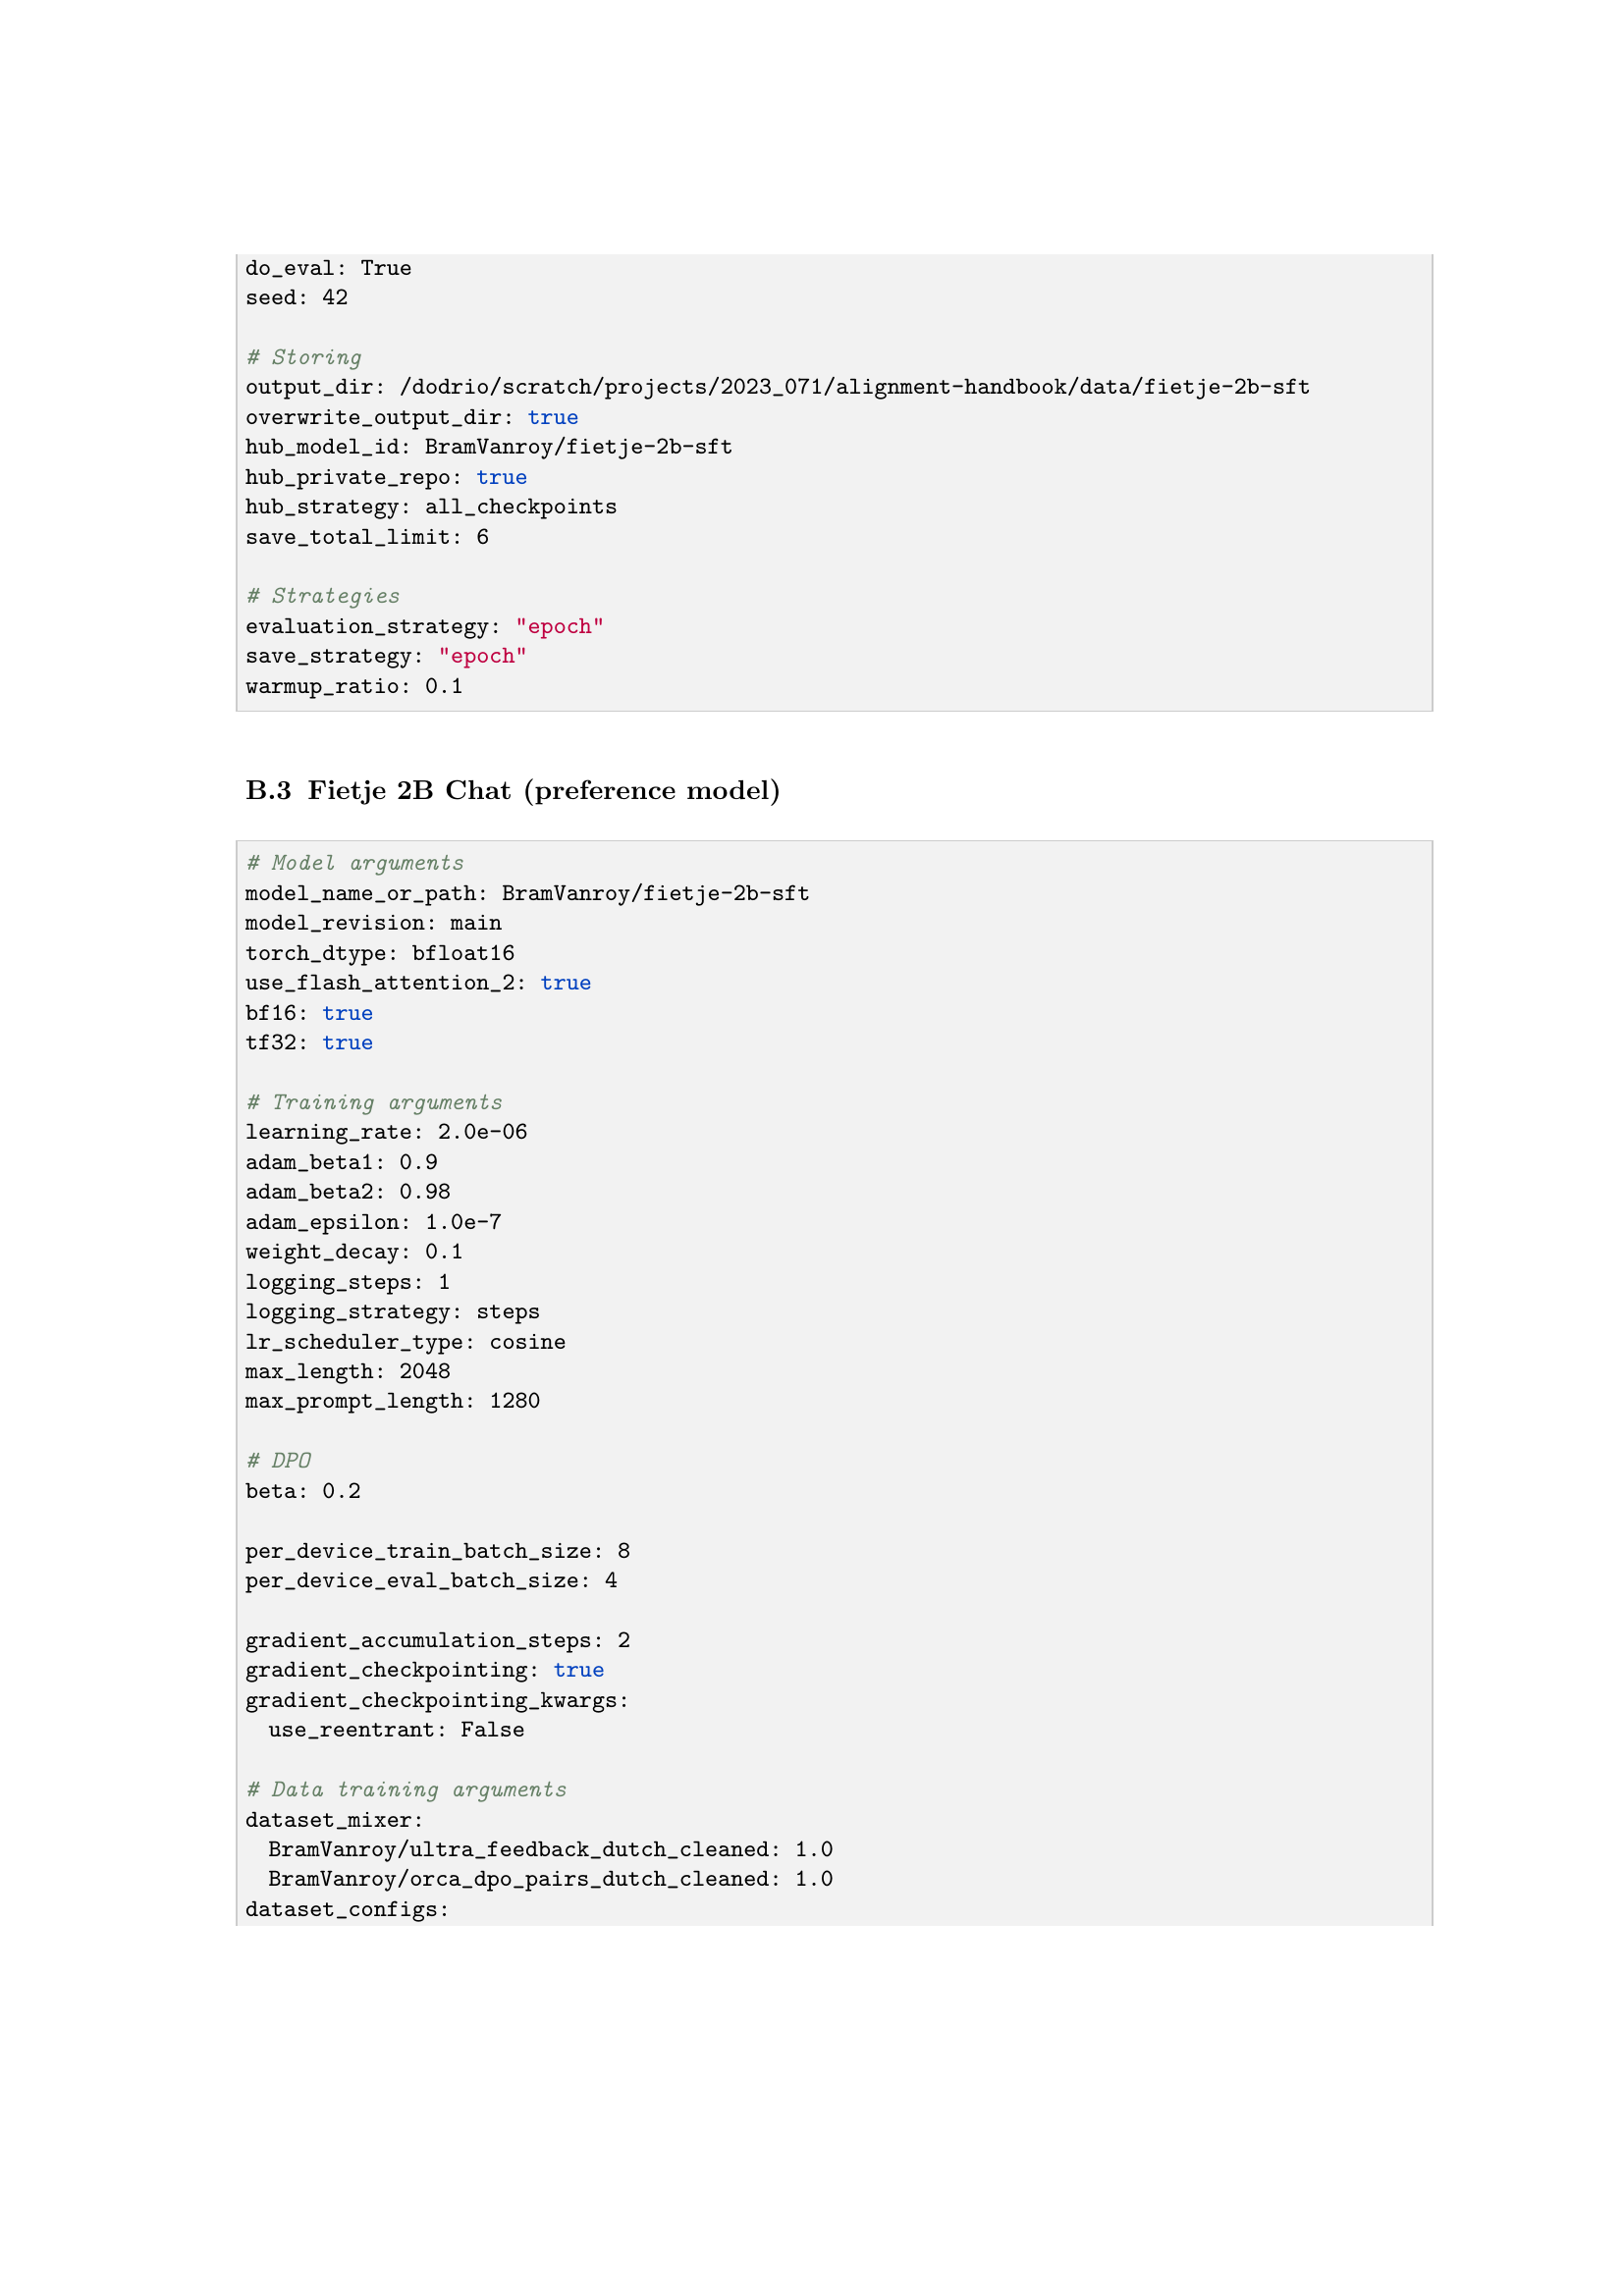 do_eval: True
seed: 42

# Storing
output_dir: /dodrio/scratch/projects/2023_071/alignment-handbook/data/fietje-2b-sft
overwrite_output_dir: true
hub_model_id: BramVanroy/fietje-2b-sft
hub_private_repo: true
hub_strategy: all_checkpoints
save_total_limit: 6

# Strategies
evaluation_strategy: "epoch"
save_strategy: "epoch"
warmup_ratio: 0.1

B.3 Fietje 2B Chat (preference model)

# Model arguments
model_name_or_path: BramVanroy/fietje-2b-sft
model_revision: main
torch_dtype: bfloat16
use_flash_attention_2: true
bf16: true
tf32: true

# Training arguments
learning_rate: 2.0e-06
adam_beta1: 0.9
adam_beta2: 0.98
adam_epsilon: 1.0e-7
weight_decay: 0.1
logging_steps: 1
logging_strategy: steps
lr_scheduler_type: cosine
max_length: 2048
max_prompt_length: 1280

# DPO
beta: 0.2

per_device_train_batch_size: 8
per_device_eval_batch_size: 4

gradient_accumulation_steps: 2
gradient_checkpointing: true
gradient_checkpointing_kwargs:
  use_reentrant: False

# Data training arguments
dataset_mixer:
  BramVanroy/ultra_feedback_dutch_cleaned: 1.0
  BramVanroy/orca_dpo_pairs_dutch_cleaned: 1.0
dataset_configs: